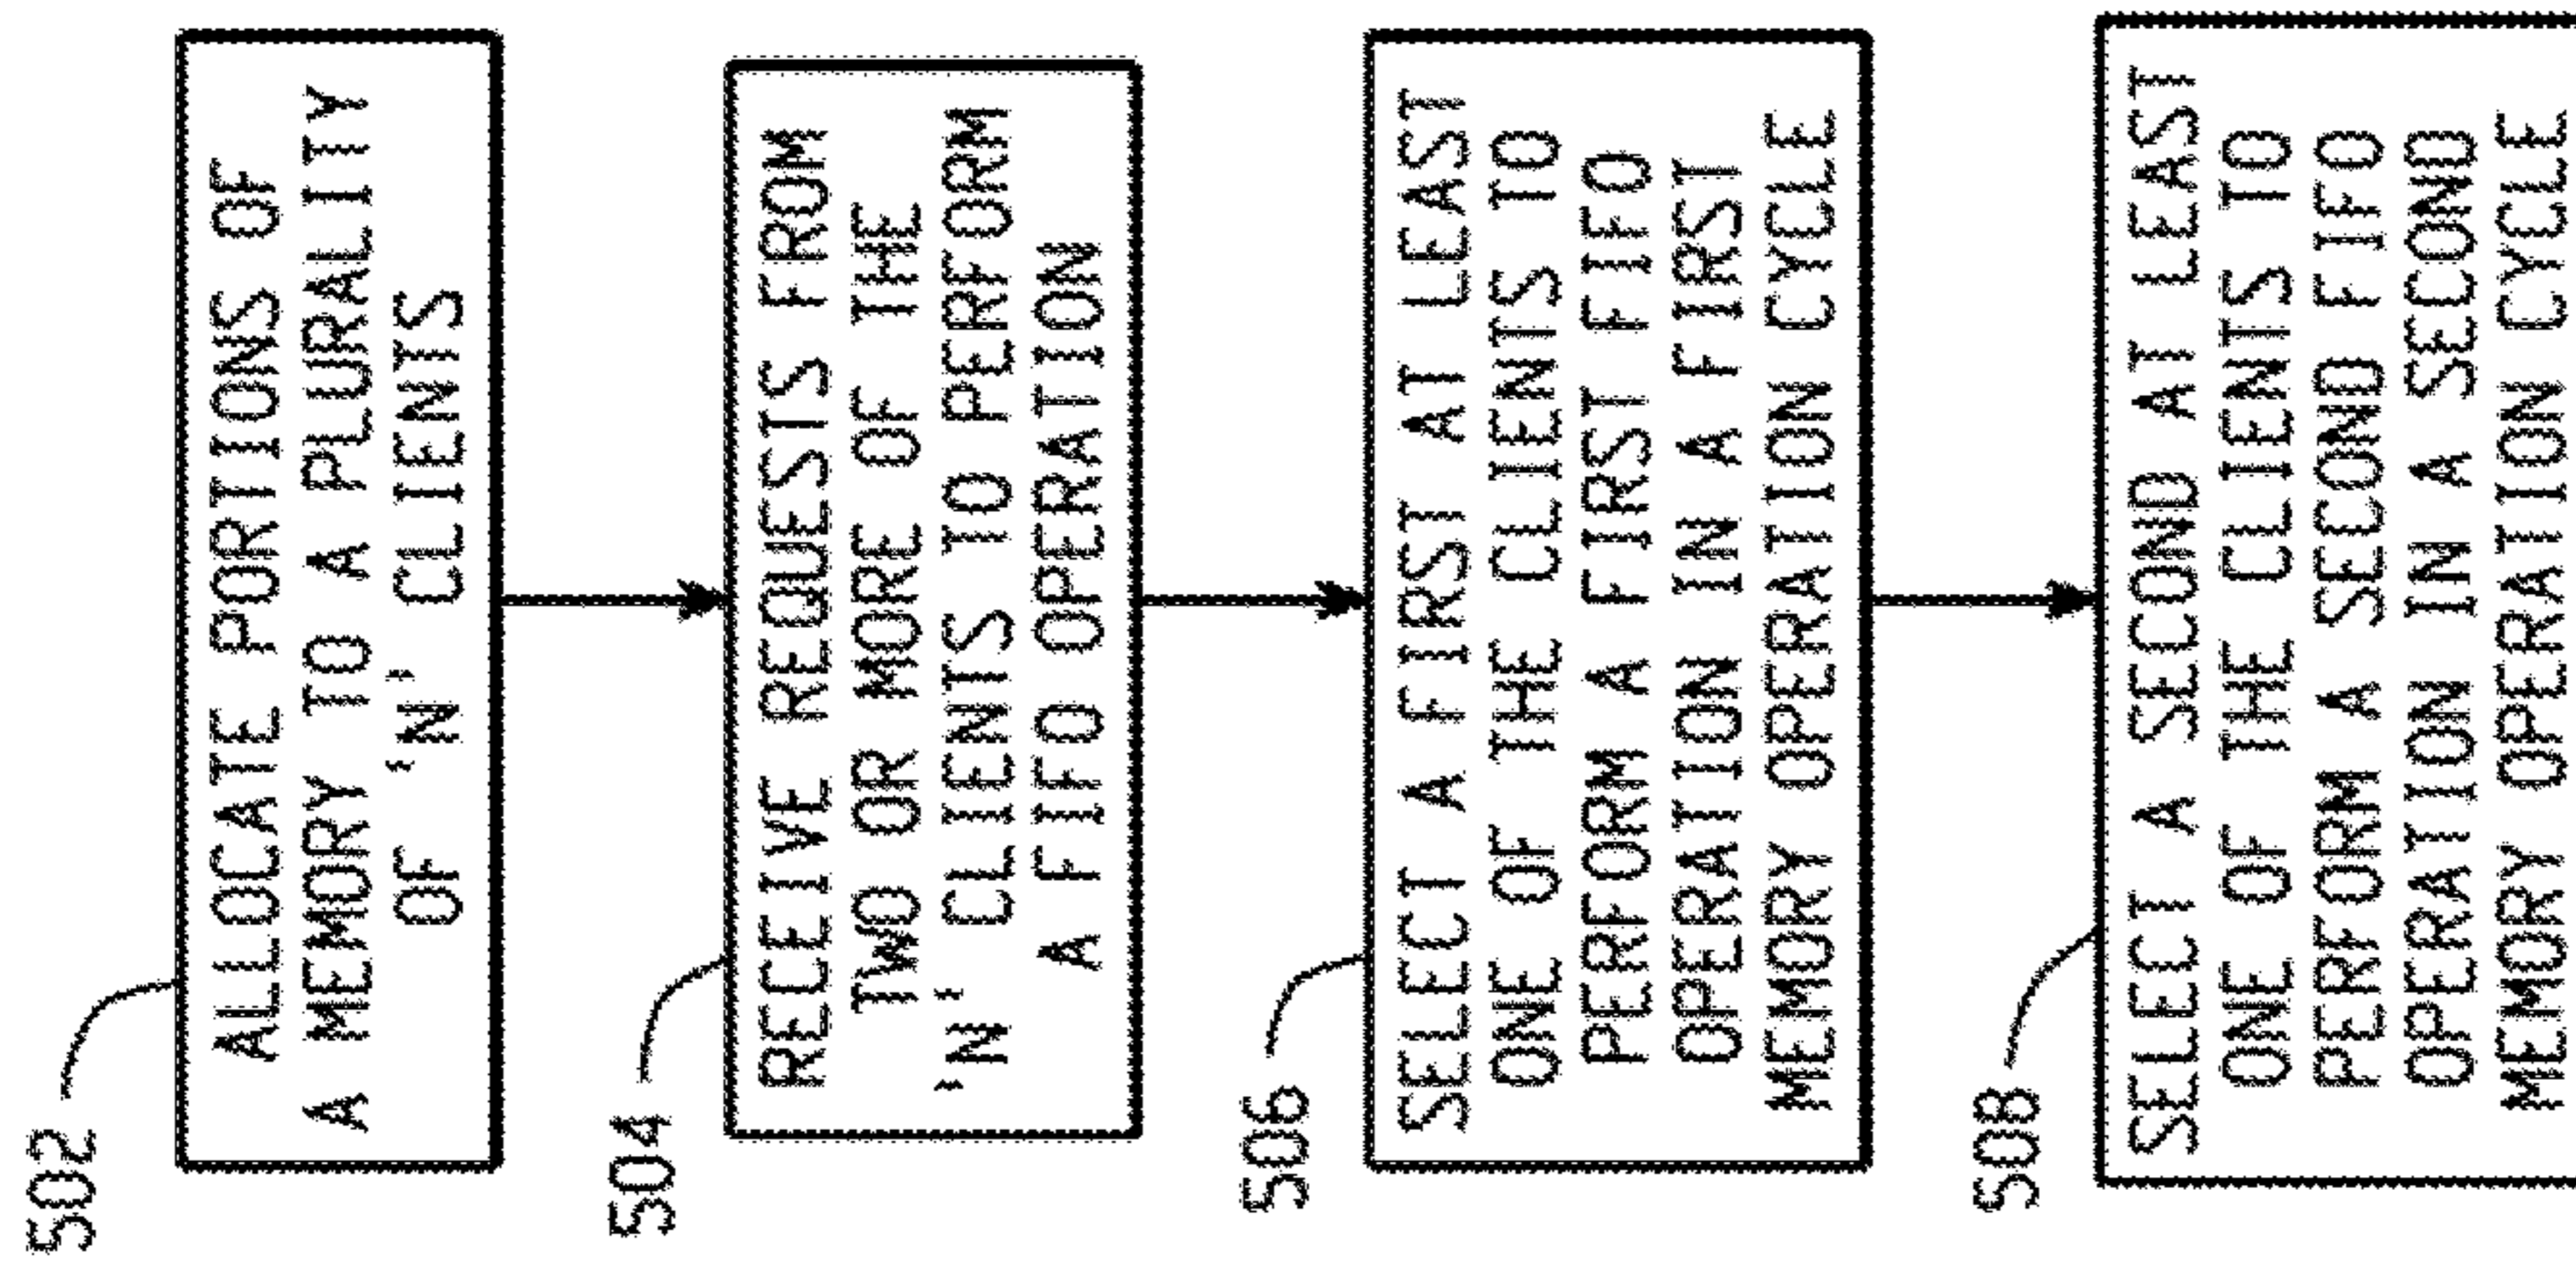 502
ALLOCATE PORTIONS OF
A MEMORY TO A PLURALITY
OF 'N' CLIENTS
504
RECEIVE REQUESTS FROM
TWO OR MORE OF THE
'N' CLIENTS TO PERFORM
A FIFO OPERATION
506
SELECT A FIRST AT LEAST
ONE OF THE CLIENTS TO
PERFORM A FIRST FIFO
OPERATION IN A FIRST
MEMORY OPERATION CYCLE
508
SELECT A SECOND AT LEAST
ONE OF THE CLIENTS TO
PERFORM A SECOND FIFO
OPERATION IN A SECOND
MEMORY OPERATION CYCLE